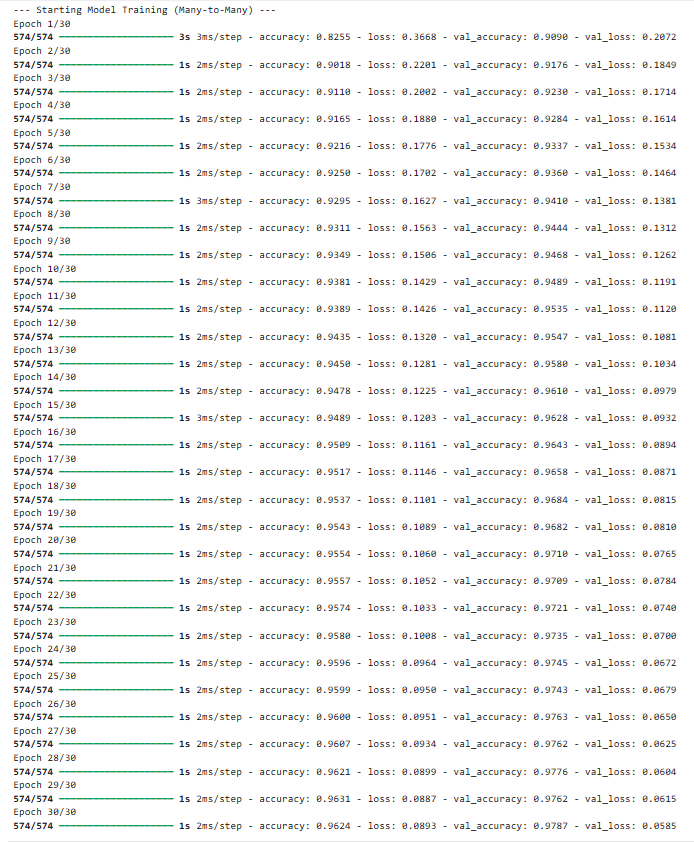 --- Starting Model Training (Many-to-Many) ---
Epoch 1/30
574/574 ━━━━━━━━━━━━━━━━━━━━ 3s 3ms/step - accuracy: 0.8255 - loss: 0.3668 - val_accuracy: 0.9090 - val_loss: 0.2072
Epoch 2/30
574/574 ━━━━━━━━━━━━━━━━━━━━ 1s 2ms/step - accuracy: 0.9018 - loss: 0.2201 - val_accuracy: 0.9176 - val_loss: 0.1849
Epoch 3/30
574/574 ━━━━━━━━━━━━━━━━━━━━ 1s 2ms/step - accuracy: 0.9110 - loss: 0.2002 - val_accuracy: 0.9230 - val_loss: 0.1714
Epoch 4/30
574/574 ━━━━━━━━━━━━━━━━━━━━ 1s 2ms/step - accuracy: 0.9165 - loss: 0.1880 - val_accuracy: 0.9284 - val_loss: 0.1614
Epoch 5/30
574/574 ━━━━━━━━━━━━━━━━━━━━ 1s 2ms/step - accuracy: 0.9216 - loss: 0.1776 - val_accuracy: 0.9337 - val_loss: 0.1534
Epoch 6/30
574/574 ━━━━━━━━━━━━━━━━━━━━ 1s 2ms/step - accuracy: 0.9250 - loss: 0.1702 - val_accuracy: 0.9360 - val_loss: 0.1464
Epoch 7/30
574/574 ━━━━━━━━━━━━━━━━━━━━ 1s 3ms/step - accuracy: 0.9295 - loss: 0.1627 - val_accuracy: 0.9410 - val_loss: 0.1381
Epoch 8/30
574/574 ━━━━━━━━━━━━━━━━━━━━ 1s 2ms/step - accuracy: 0.9311 - loss: 0.1563 - val_accuracy: 0.9444 - val_loss: 0.1312
Epoch 9/30
574/574 ━━━━━━━━━━━━━━━━━━━━ 1s 2ms/step - accuracy: 0.9349 - loss: 0.1506 - val_accuracy: 0.9468 - val_loss: 0.1262
Epoch 10/30
574/574 ━━━━━━━━━━━━━━━━━━━━ 1s 2ms/step - accuracy: 0.9381 - loss: 0.1429 - val_accuracy: 0.9489 - val_loss: 0.1191
Epoch 11/30
574/574 ━━━━━━━━━━━━━━━━━━━━ 1s 2ms/step - accuracy: 0.9389 - loss: 0.1426 - val_accuracy: 0.9535 - val_loss: 0.1120
Epoch 12/30
574/574 ━━━━━━━━━━━━━━━━━━━━ 1s 2ms/step - accuracy: 0.9435 - loss: 0.1320 - val_accuracy: 0.9547 - val_loss: 0.1081
Epoch 13/30
574/574 ━━━━━━━━━━━━━━━━━━━━ 1s 2ms/step - accuracy: 0.9450 - loss: 0.1281 - val_accuracy: 0.9580 - val_loss: 0.1034
Epoch 14/30
574/574 ━━━━━━━━━━━━━━━━━━━━ 1s 2ms/step - accuracy: 0.9478 - loss: 0.1225 - val_accuracy: 0.9610 - val_loss: 0.0979
Epoch 15/30
574/574 ━━━━━━━━━━━━━━━━━━━━ 1s 3ms/step - accuracy: 0.9489 - loss: 0.1203 - val_accuracy: 0.9628 - val_loss: 0.0932
Epoch 16/30
574/574 ━━━━━━━━━━━━━━━━━━━━ 1s 2ms/step - accuracy: 0.9509 - loss: 0.1161 - val_accuracy: 0.9643 - val_loss: 0.0894
Epoch 17/30
574/574 ━━━━━━━━━━━━━━━━━━━━ 1s 2ms/step - accuracy: 0.9517 - loss: 0.1146 - val_accuracy: 0.9658 - val_loss: 0.0871
Epoch 18/30
574/574 ━━━━━━━━━━━━━━━━━━━━ 1s 2ms/step - accuracy: 0.9537 - loss: 0.1101 - val_accuracy: 0.9684 - val_loss: 0.0815
Epoch 19/30
574/574 ━━━━━━━━━━━━━━━━━━━━ 1s 2ms/step - accuracy: 0.9543 - loss: 0.1089 - val_accuracy: 0.9682 - val_loss: 0.0810
Epoch 20/30
574/574 ━━━━━━━━━━━━━━━━━━━━ 1s 2ms/step - accuracy: 0.9554 - loss: 0.1060 - val_accuracy: 0.9710 - val_loss: 0.0765
Epoch 21/30
574/574 ━━━━━━━━━━━━━━━━━━━━ 1s 2ms/step - accuracy: 0.9557 - loss: 0.1052 - val_accuracy: 0.9709 - val_loss: 0.0784
Epoch 22/30
574/574 ━━━━━━━━━━━━━━━━━━━━ 1s 2ms/step - accuracy: 0.9574 - loss: 0.1033 - val_accuracy: 0.9721 - val_loss: 0.0740
Epoch 23/30
574/574 ━━━━━━━━━━━━━━━━━━━━ 1s 2ms/step - accuracy: 0.9580 - loss: 0.1008 - val_accuracy: 0.9735 - val_loss: 0.0700
Epoch 24/30
574/574 ━━━━━━━━━━━━━━━━━━━━ 1s 2ms/step - accuracy: 0.9596 - loss: 0.0964 - val_accuracy: 0.9745 - val_loss: 0.0672
Epoch 25/30
574/574 ━━━━━━━━━━━━━━━━━━━━ 1s 2ms/step - accuracy: 0.9599 - loss: 0.0950 - val_accuracy: 0.9743 - val_loss: 0.0679
Epoch 26/30
574/574 ━━━━━━━━━━━━━━━━━━━━ 1s 2ms/step - accuracy: 0.9600 - loss: 0.0951 - val_accuracy: 0.9763 - val_loss: 0.0650
Epoch 27/30
574/574 ━━━━━━━━━━━━━━━━━━━━ 1s 2ms/step - accuracy: 0.9607 - loss: 0.0934 - val_accuracy: 0.9762 - val_loss: 0.0625
Epoch 28/30
574/574 ━━━━━━━━━━━━━━━━━━━━ 1s 2ms/step - accuracy: 0.9621 - loss: 0.0899 - val_accuracy: 0.9776 - val_loss: 0.0604
Epoch 29/30
574/574 ━━━━━━━━━━━━━━━━━━━━ 1s 2ms/step - accuracy: 0.9631 - loss: 0.0887 - val_accuracy: 0.9762 - val_loss: 0.0615
Epoch 30/30
574/574 ━━━━━━━━━━━━━━━━━━━━ 1s 2ms/step - accuracy: 0.9624 - loss: 0.0893 - val_accuracy: 0.9787 - val_loss: 0.0585